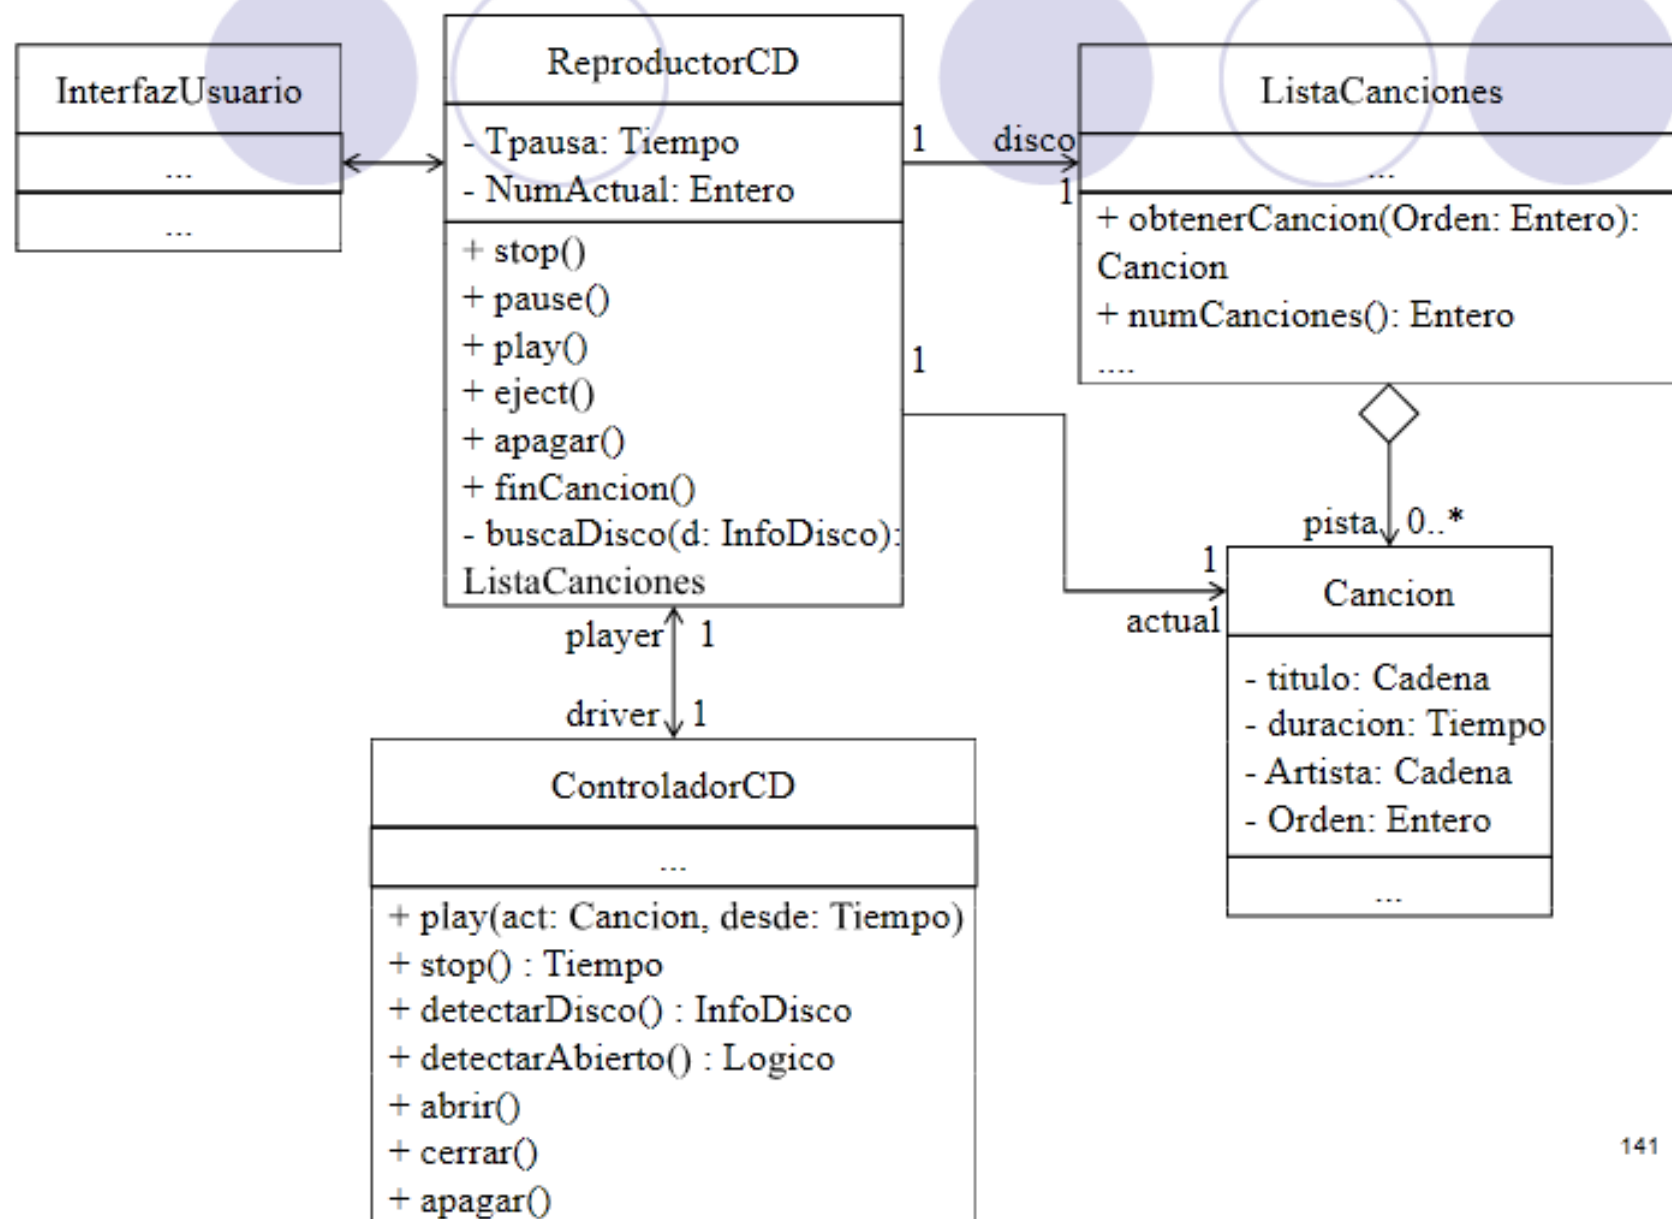 InterfazUsuario
...
...
ReproductorCD
- Tpausa: Tiempo
- NumActual: Entero
+ stop()
+ pause()
+ play()
+ eject()
+ apagar()
+ finCancion()
- buscaDisco(d: InfoDisco):
ListaCanciones
1
disco
1
ListaCanciones
...
+ obtenerCancion(Orden: Entero):
Cancion
+ numCanciones(): Entero
....
1
1
actual
pista
0..*
Cancion
- titulo: Cadena
- duracion: Tiempo
- Artista: Cadena
- Orden: Entero
...
player 1
driver 1
ControladorCD
...
+ play(act: Cancion, desde: Tiempo)
+ stop() : Tiempo
+ detectarDisco() : InfoDisco
+ detectarAbierto() : Logico
+ abrir()
+ cerrar()
+ apagar()
141